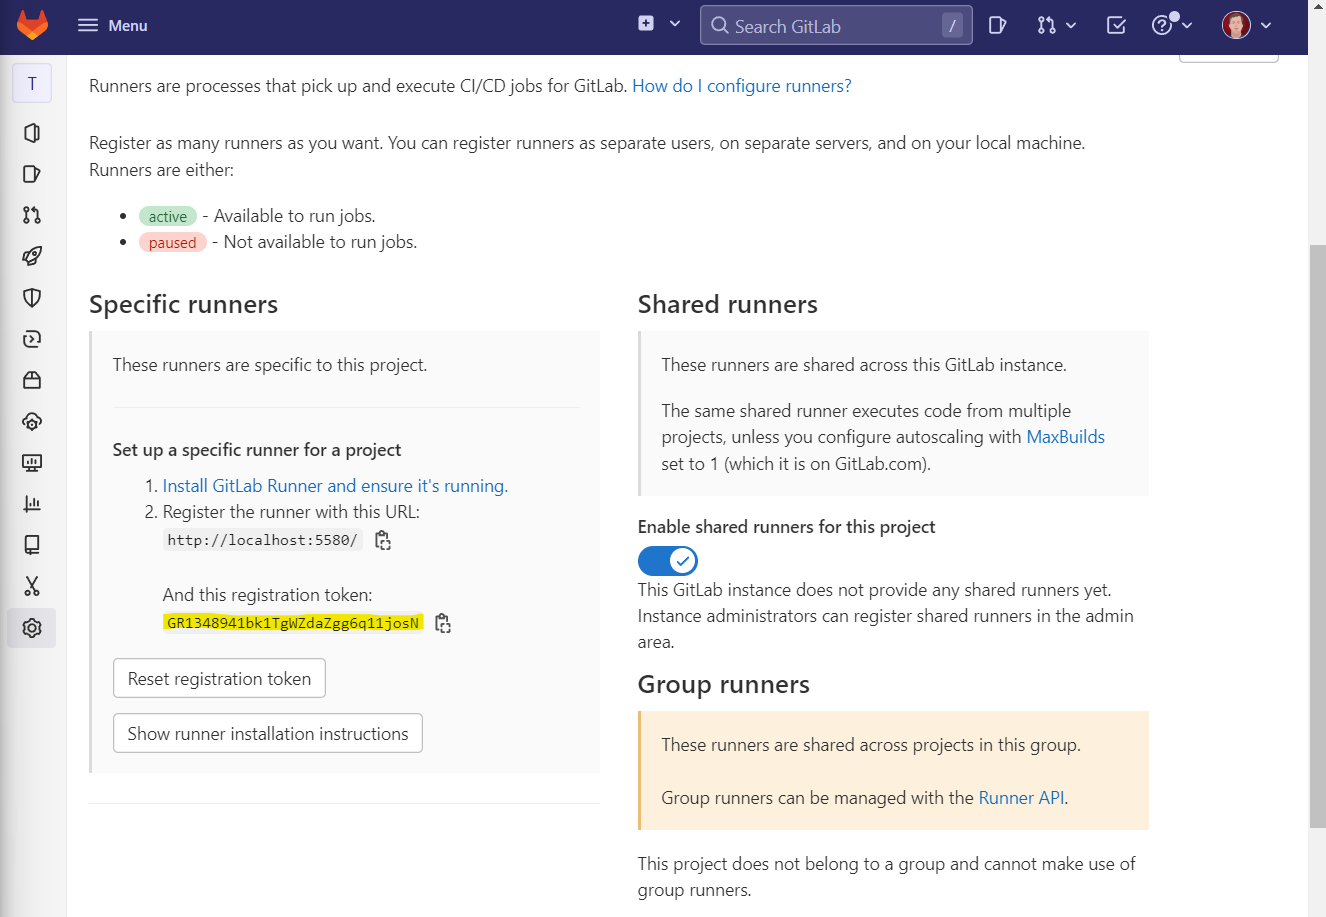 Menu
Search GitLab
/
T
Runners are processes that pick up and execute CI/CD jobs for GitLab. How do I configure runners?
Register as many runners as you want. You can register runners as separate users, on separate servers, and on your local machine.
Runners are either:
• active - Available to run jobs.
• paused - Not available to run jobs.
Specific runners
These runners are specific to this project.
Set up a specific runner for a project
1. Install GitLab Runner and ensure it's running.
2. Register the runner with this URL:
http://localhost:5580/
And this registration token:
GR1348941bk1TgWZdaZgg6q11josN
Reset registration token
Show runner installation instructions
Shared runners
These runners are shared across this GitLab instance.
The same shared runner executes code from multiple
projects, unless you configure autoscaling with MaxBuilds
set to 1 (which it is on GitLab.com).
Enable shared runners for this project
This GitLab instance does not provide any shared runners yet.
Instance administrators can register shared runners in the admin
area.
Group runners
These runners are shared across projects in this group.
Group runners can be managed with the Runner API.
This project does not belong to a group and cannot make use of
group runners.